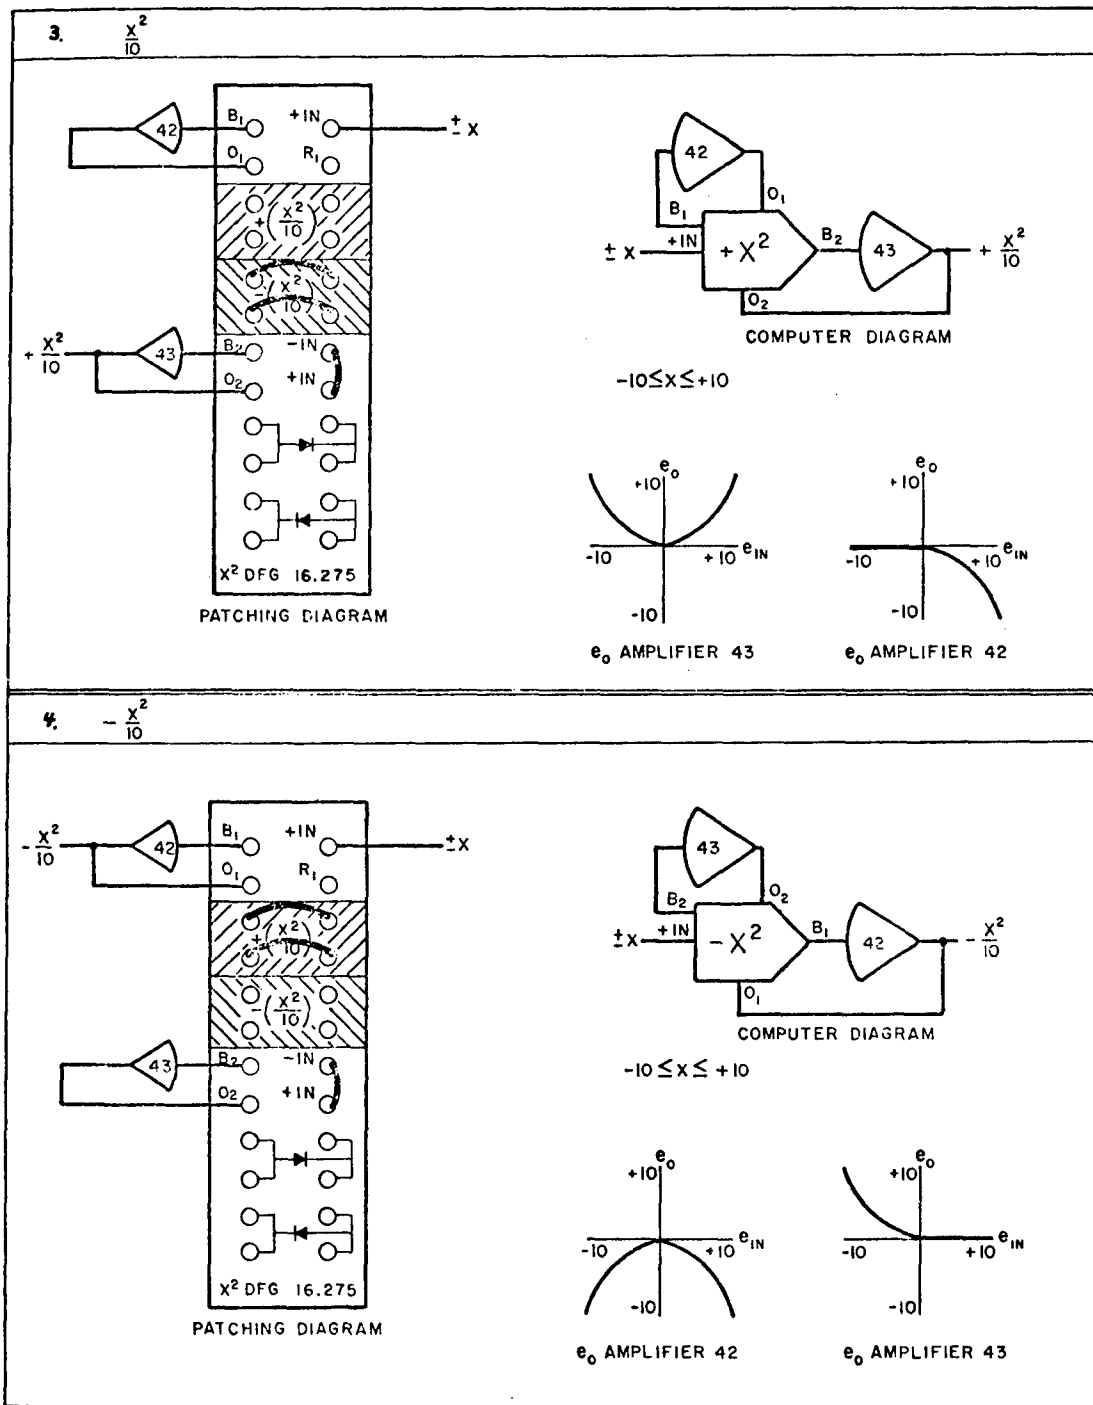 3. X²/10
42
B₁
+IN
± X
O₁
R₁
+(X²/10)
-(X²/10)
+ X²/10
43
B₂
-IN
O₂
+IN
X² DFG 16.275
PATCHING DIAGRAM
42
B₁
O₁
± X
+IN
+X²
B₂
43
+ X²/10
O₂
COMPUTER DIAGRAM
-10≤X≤+10
e₀
+10
-10
+10
e_IN
-10
e₀ AMPLIFIER 43
e₀
+10
-10
+10
e_IN
-10
e₀ AMPLIFIER 42
4. - X²/10
- X²/10
42
B₁
+IN
±X
O₁
R₁
+(X²/10)
-(X²/10)
43
B₂
-IN
O₂
+IN
X² DFG 16.275
PATCHING DIAGRAM
43
B₂
O₂
±X
+IN
-X²
B₁
42
- X²/10
O₁
COMPUTER DIAGRAM
-10≤X≤ +10
e₀
+10
-10
+10
e_IN
-10
e₀ AMPLIFIER 42
e₀
+10
-10
+10
e_IN
-10
e₀ AMPLIFIER 43